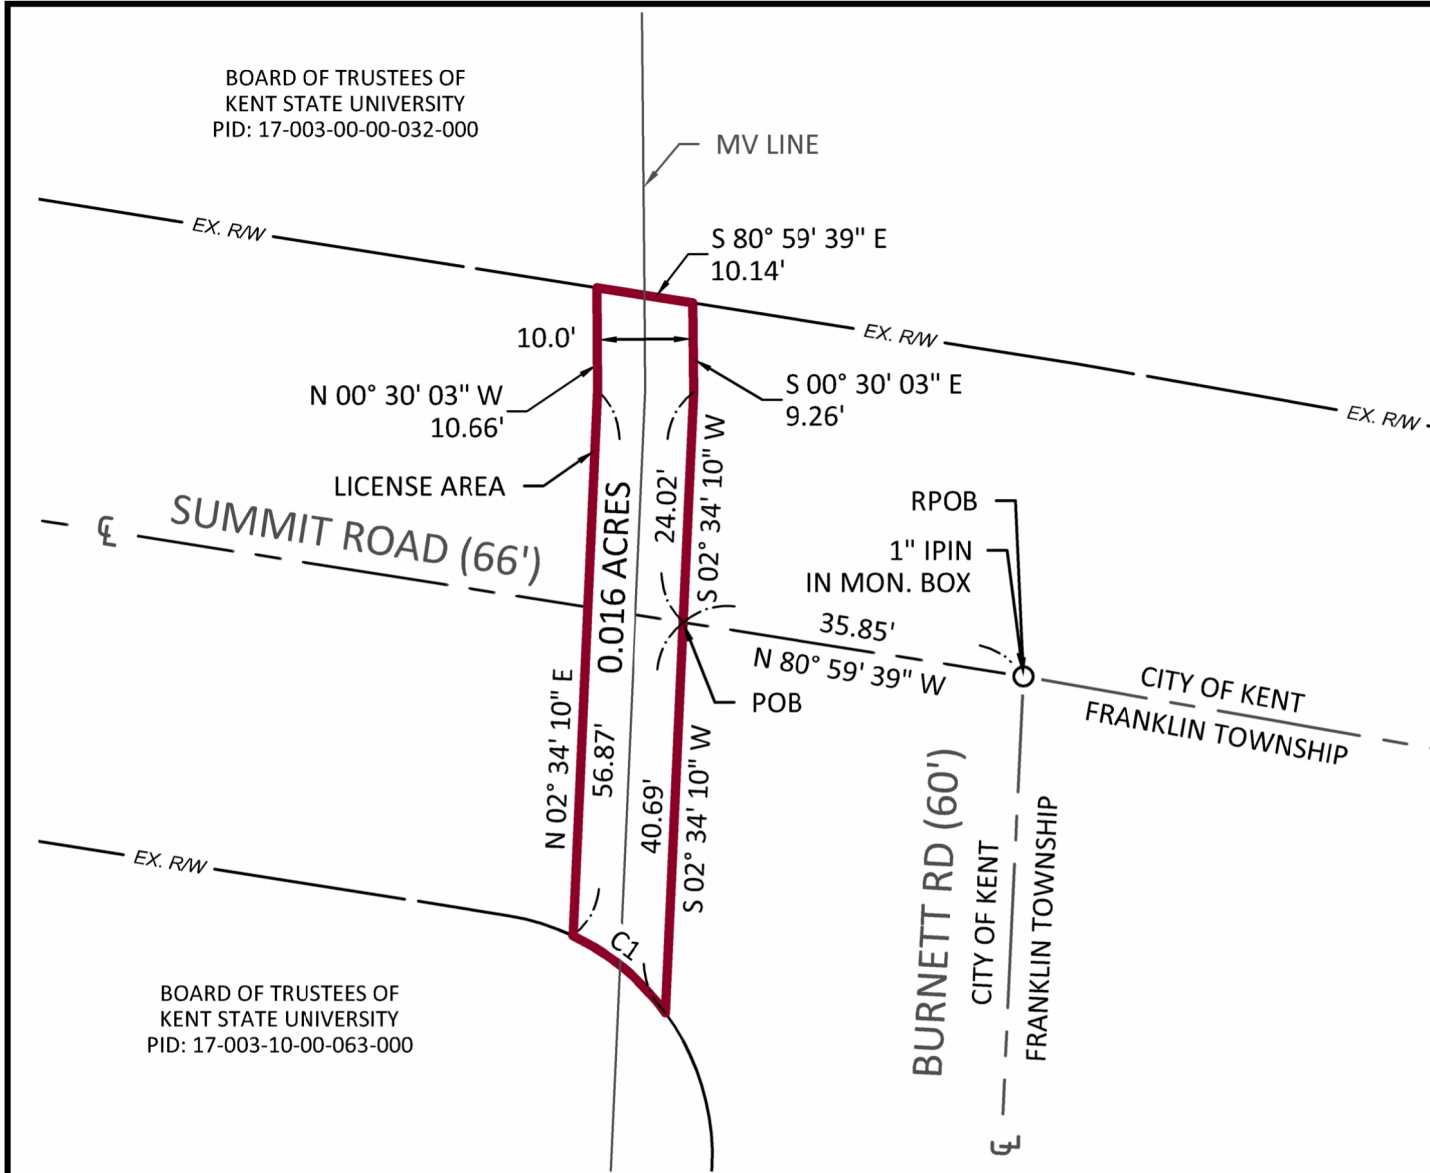 BOARD OF TRUSTEES OF
KENT STATE UNIVERSITY
PID: 17-003-00-00-032-000
MV LINE
EX. R/W
S 80° 59' 39" E
10.14'
10.0'
EX. R/W
N 00° 30' 03" W
10.66'
S 00° 30' 03" E
9.26'
EX. R/W
LICENSE AREA
24.02'
S 02° 34' 10" W
0.016 ACRES
RPOB
1" IPIN
IN MON. BOX
℄
SUMMIT ROAD (66')
35.85'
N 80° 59' 39" W
POB
CITY OF KENT
FRANKLIN TOWNSHIP
N 02° 34' 10" E
56.87'
40.69'
S 02° 34' 10" W
EX. R/W
C1
BURNETT RD (60')
CITY OF KENT
FRANKLIN TOWNSHIP
℄
BOARD OF TRUSTEES OF
KENT STATE UNIVERSITY
PID: 17-003-10-00-063-000